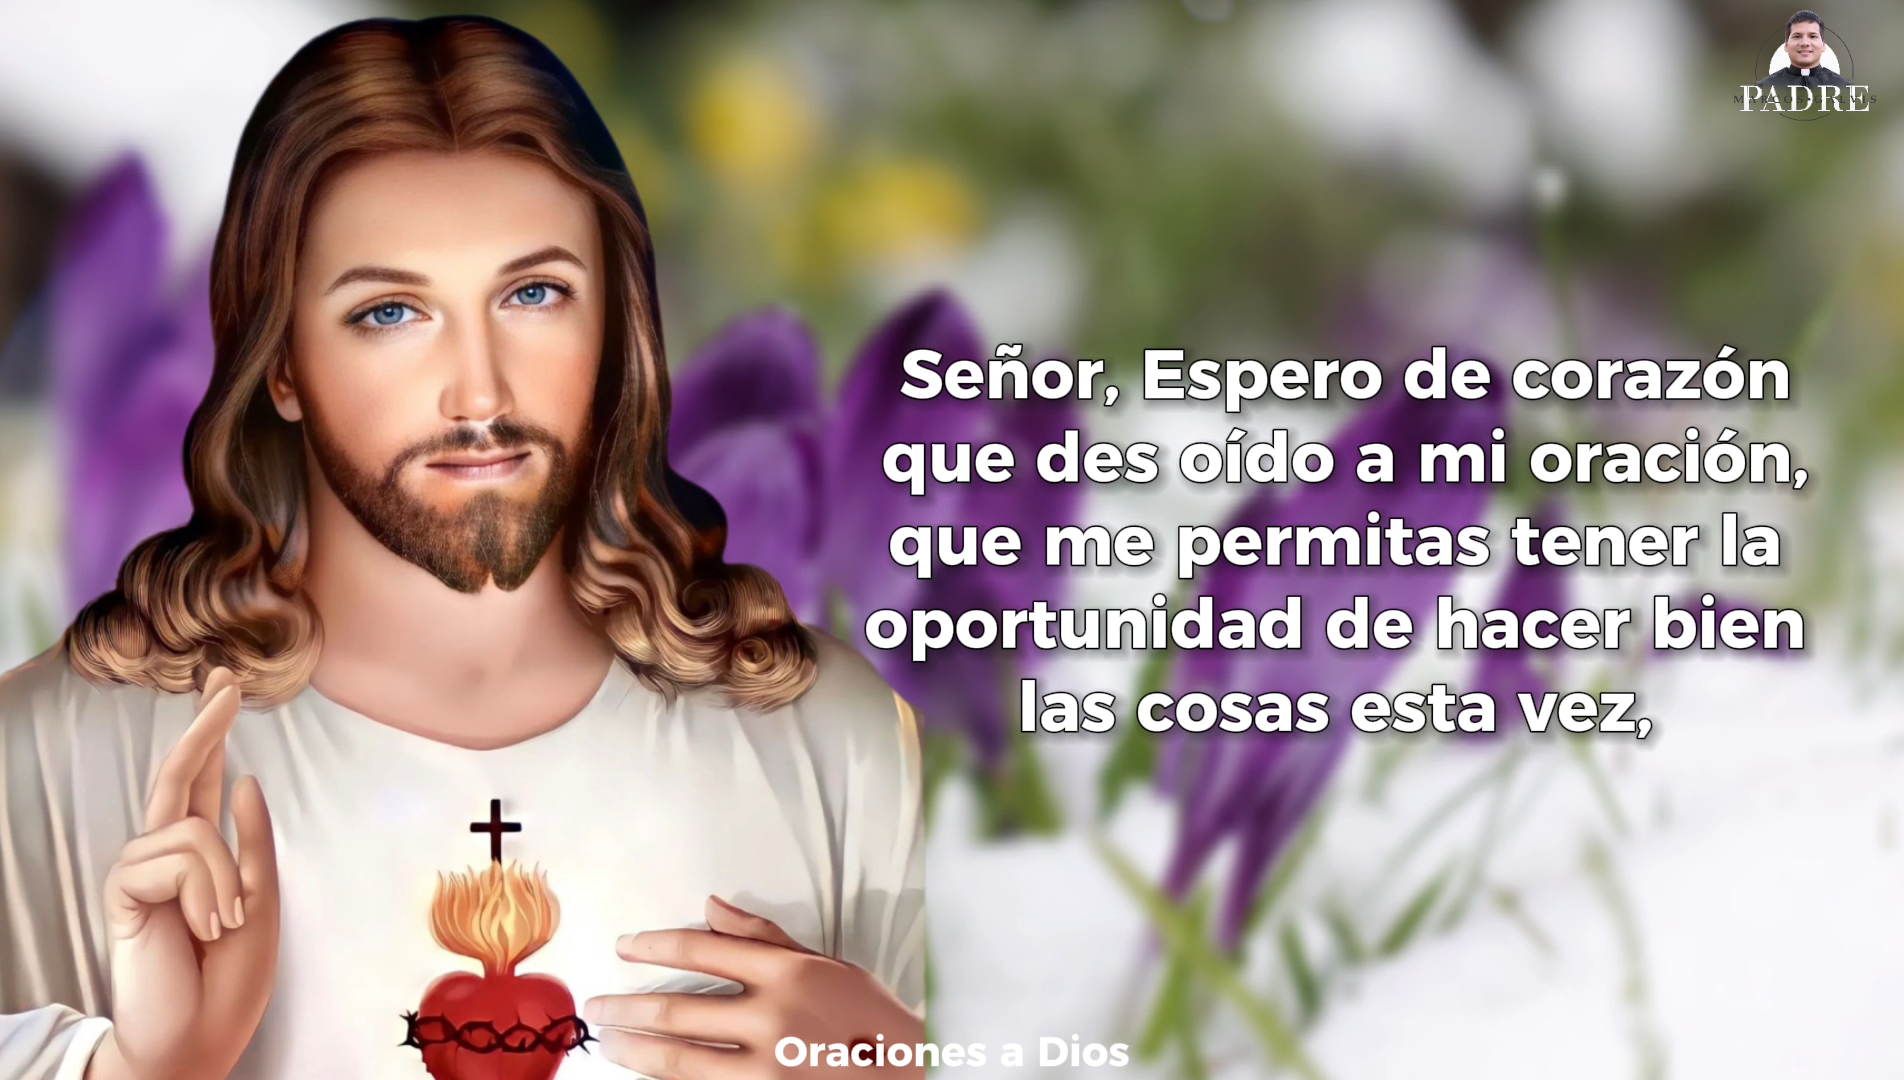 PADRE
Señor, Espero de corazón
que des oído a mi oración,
que me permitas tener la
oportunidad de hacer bien
las cosas esta vez,
Oraciones a Dios